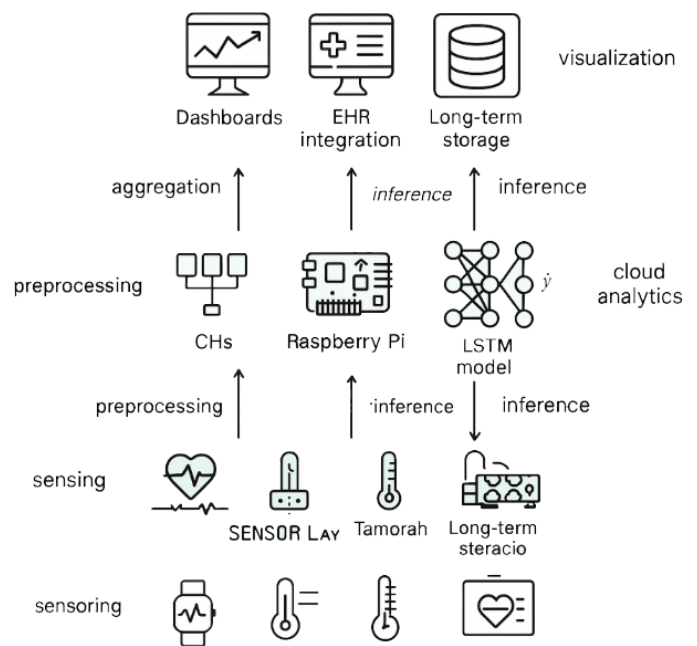 visualization
Dashboards
EHR
integration
Long-term
storage
aggregation
inference
inference
preprocessing
cloud
analytics
ẏ
CHs
Raspberry Pi
LSTM
model
preprocessing
inference
inference
sensing
SENSOR LAY
Tamorah
Long-term
steracio
sensoring